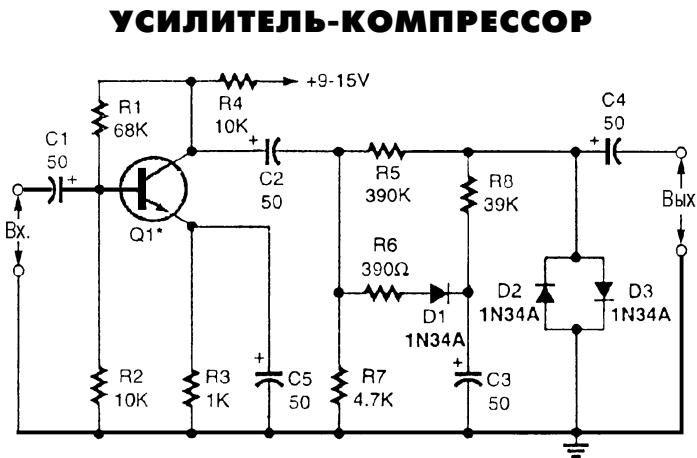 УСИЛИТЕЛЬ-КОМПРЕССОР
+9-15V
R1
68K
R4
10K
C1
50
+
+
C2
50
R5
390K
R8
39K
C4
50
+
Вх.
Q1*
Вых
R6
390Ω
D1
1N34A
D2
1N34A
D3
1N34A
R2
10K
R3
1K
+
C5
50
R7
4.7K
+
C3
50